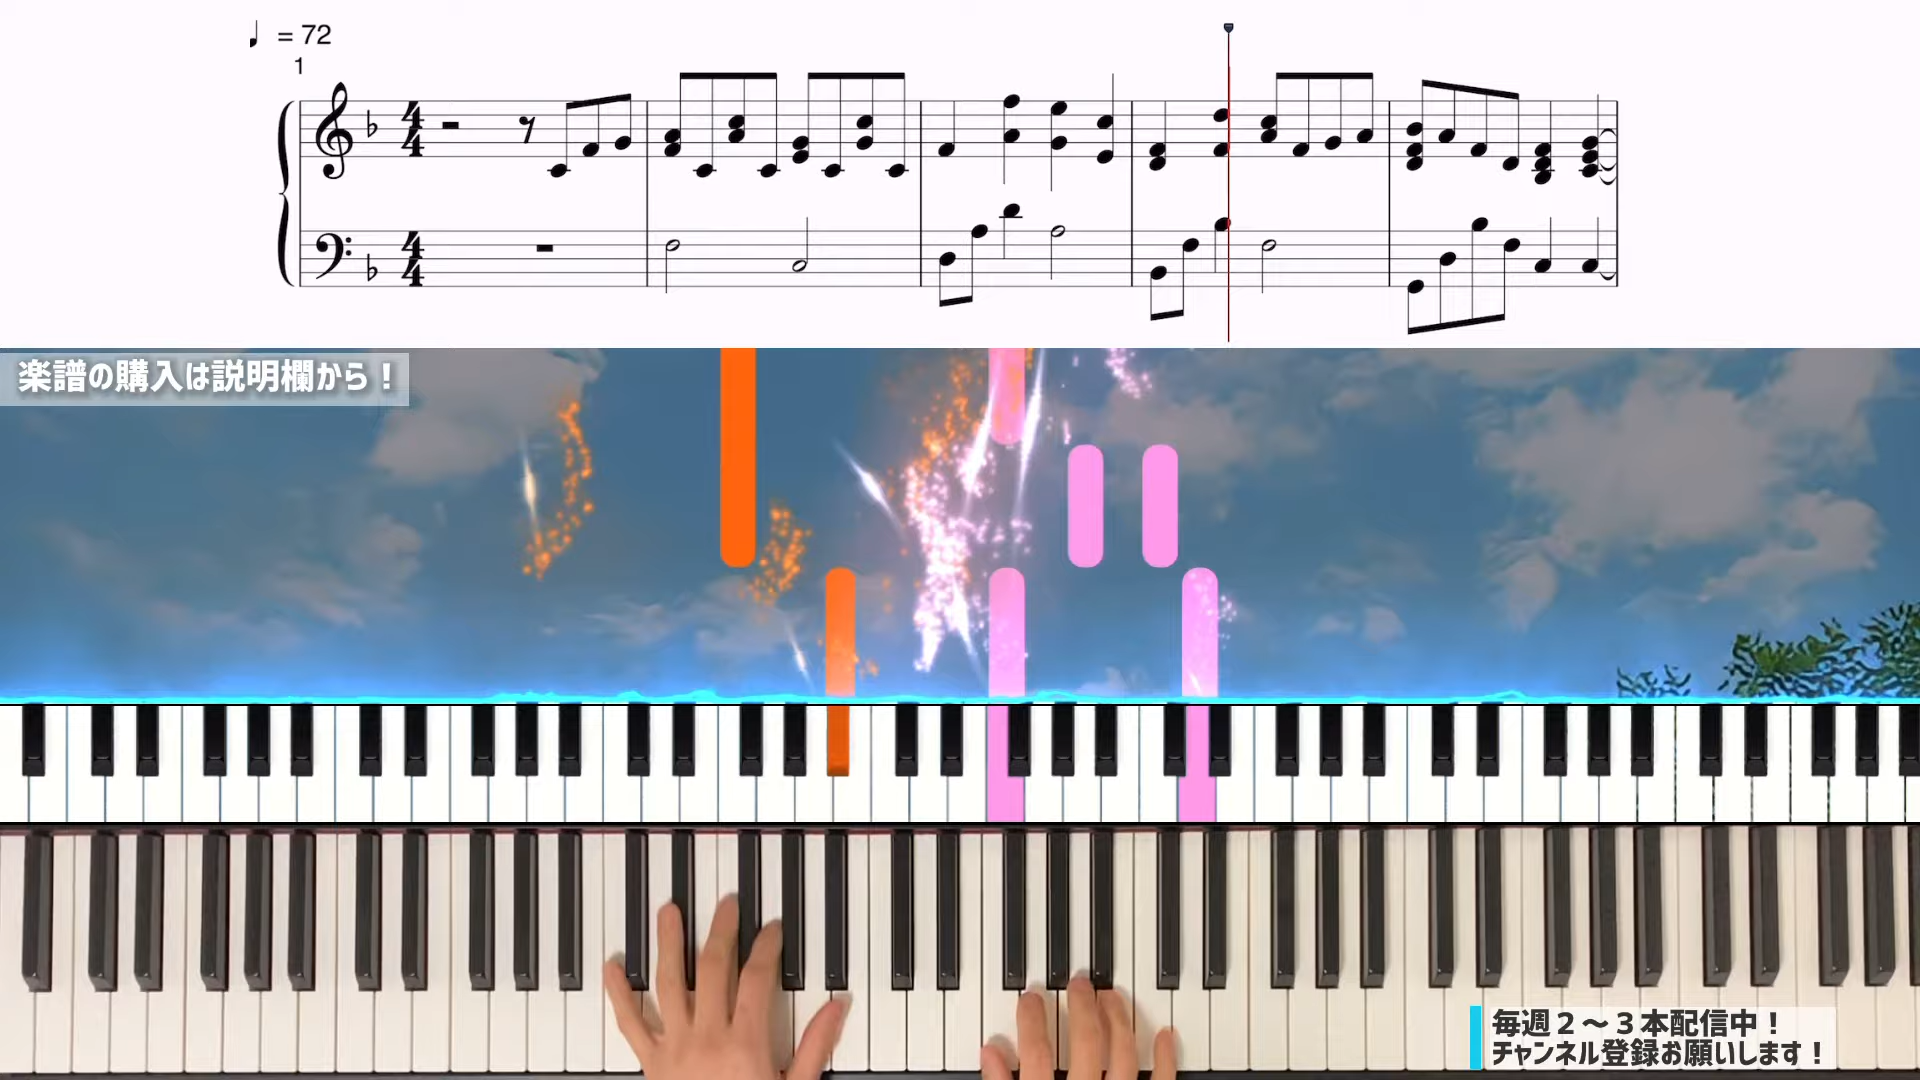 ♩ = 72
1
楽譜の購入は説明欄から！
毎週２～３本配信中！
チャンネル登録お願いします！